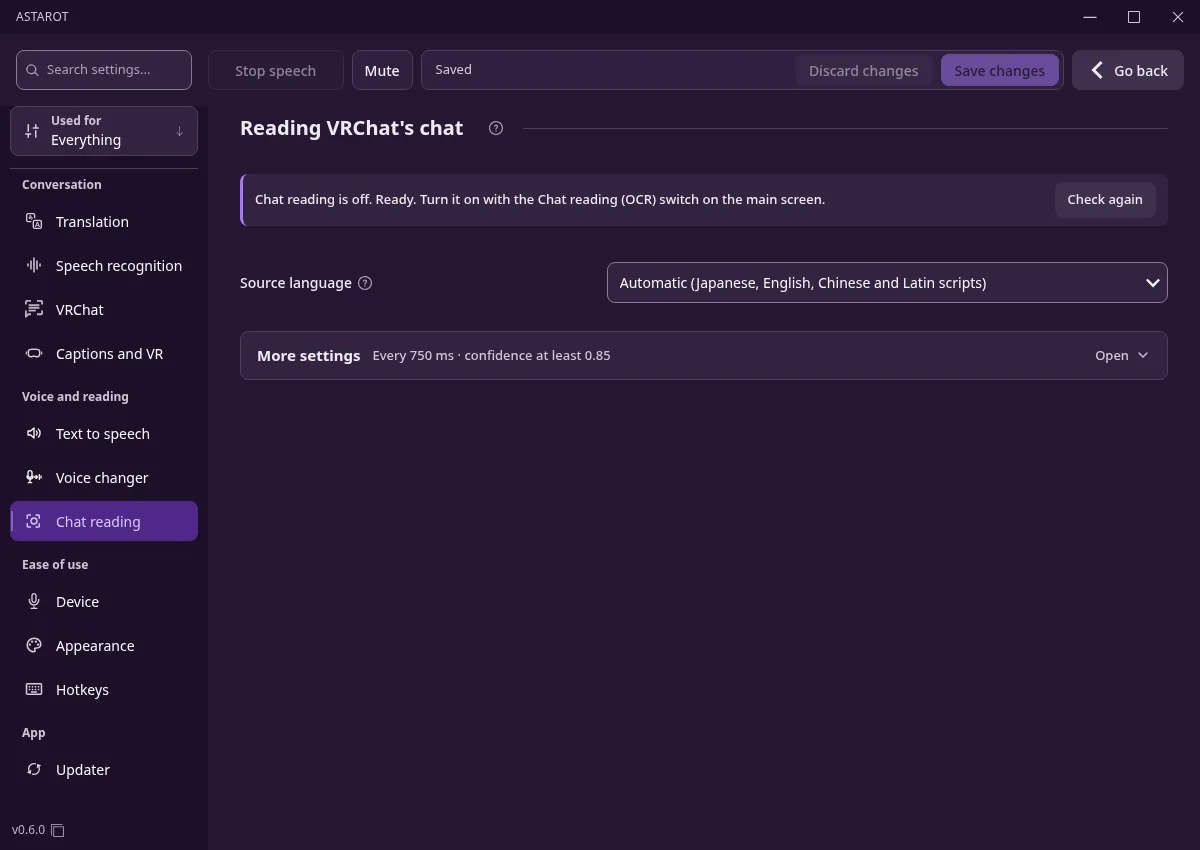 ASTAROT
Search settings...
Stop speech
Mute
Saved
Discard changes
Save changes
Go back
Used for
Everything
Conversation
Translation
Speech recognition
VRChat
Captions and VR
Voice and reading
Text to speech
Voice changer
Chat reading
Ease of use
Device
Appearance
Hotkeys
App
Updater
v0.6.0
Reading VRChat's chat
Chat reading is off. Ready. Turn it on with the Chat reading (OCR) switch on the main screen.
Check again
Source language
Automatic (Japanese, English, Chinese and Latin scripts)
More settings Every 750 ms · confidence at least 0.85
Open